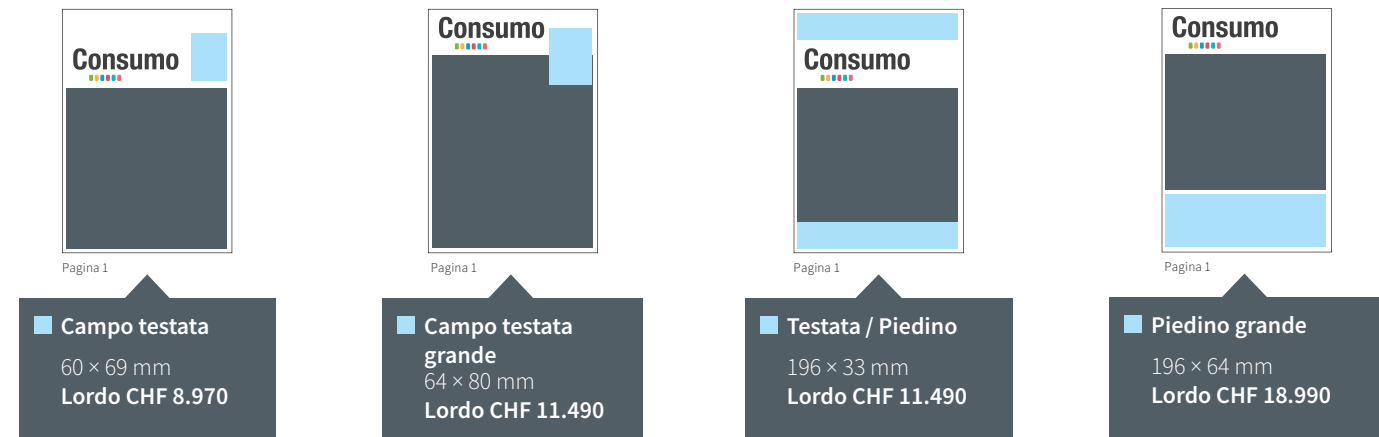 Consumo
Pagina 1
Campo testata
60 × 69 mm
Lordo CHF 8.970
Consumo
Pagina 1
Campo testata
grande
64 × 80 mm
Lordo CHF 11.490
Consumo
Pagina 1
Testata / Piedino
196 × 33 mm
Lordo CHF 11.490
Consumo
Pagina 1
Piedino grande
196 × 64 mm
Lordo CHF 18.990